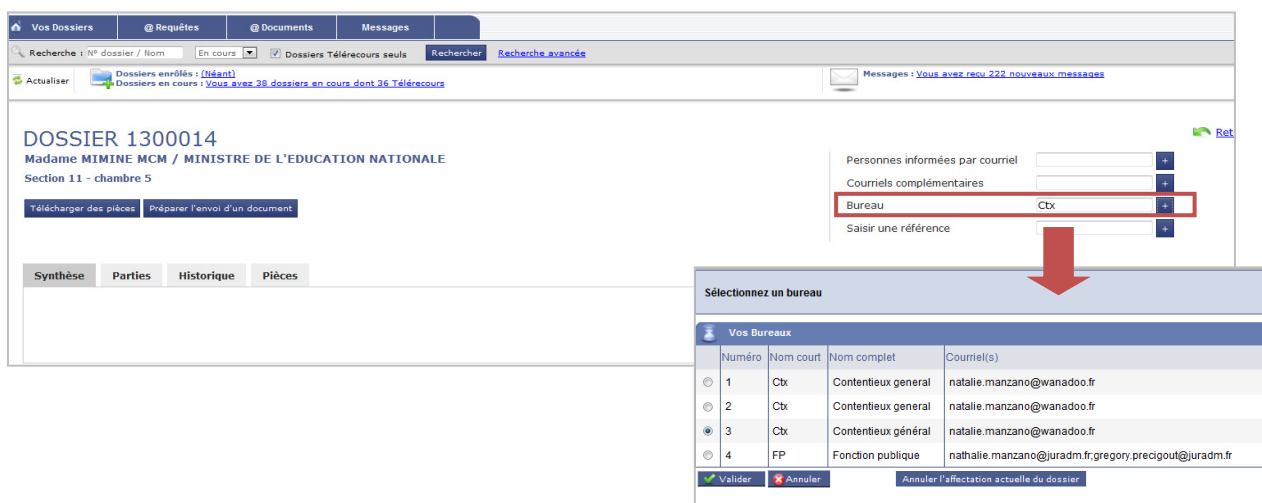 Vos Dossiers @ Requêtes @ Documents Messages
Recherche : N° dossier / Nom En cours Dossiers Télérecours seuls Rechercher Recherche avancée
Actualiser
Dossiers enrôlés : (Néant)
Dossiers en cours : Vous avez 38 dossiers en cours dont 36 Télérecours
Messages : Vous avez recu 222 nouveaux messages
Ret
DOSSIER 1300014
Madame MIMINE MCM / MINISTRE DE L'EDUCATION NATIONALE
Section 11 - chambre 5
Télécharger des pièces Préparer l'envoi d'un document
Personnes informées par courriel +
Courriels complémentaires +
Bureau Ctx +
Saisir une référence +
Synthèse Parties Historique Pièces
Sélectionnez un bureau
Vos Bureaux
Numéro Nom court Nom complet Courriel(s)
1 Ctx Contentieux general natalie.manzano@wanadoo.fr
2 Ctx Contentieux general natalie.manzano@wanadoo.fr
3 Ctx Contentieux général natalie.manzano@wanadoo.fr
4 FP Fonction publique nathalie.manzano@juradm.fr;gregory.precigout@juradm.fr
Valider Annuler Annuler l'affectation actuelle du dossier